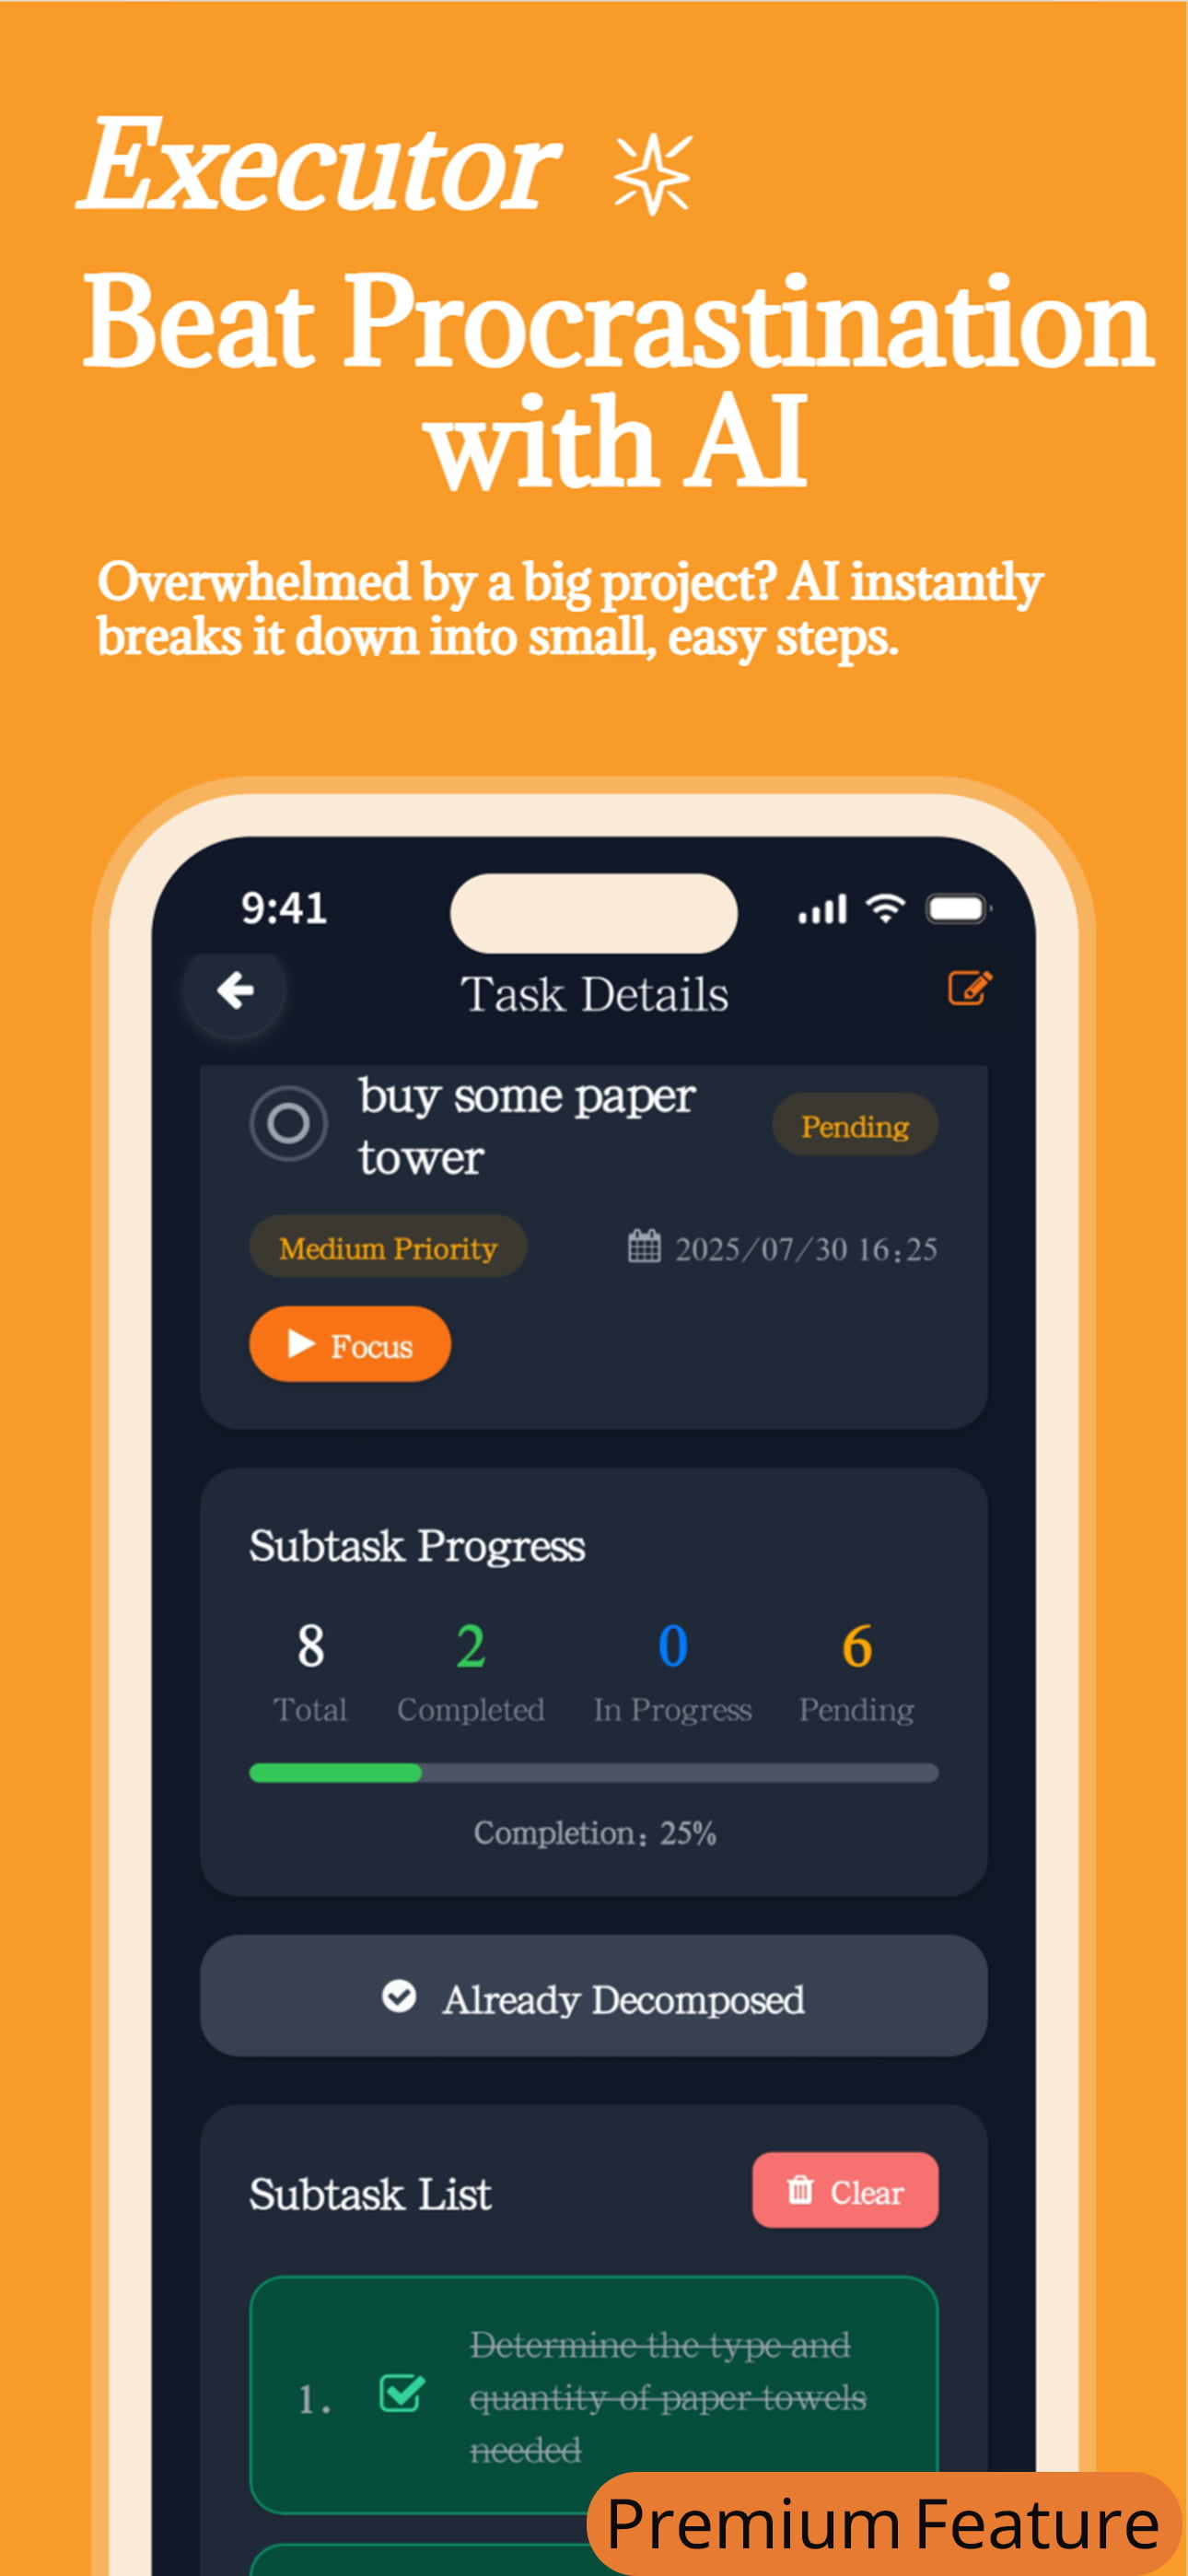 Executor
Beat Procrastination
with AI
Overwhelmed by a big project? AI instantly
breaks it down into small, easy steps.
9:41
Task Details
buy some paper
tower
Pending
Medium Priority
2025/07/30 16:25
Focus
Subtask Progress
8 2 0 6
Total Completed In Progress Pending
Completion: 25%
Already Decomposed
Subtask List
Clear
Determine the type and
1. quantity of paper towels
needed
Premium Feature